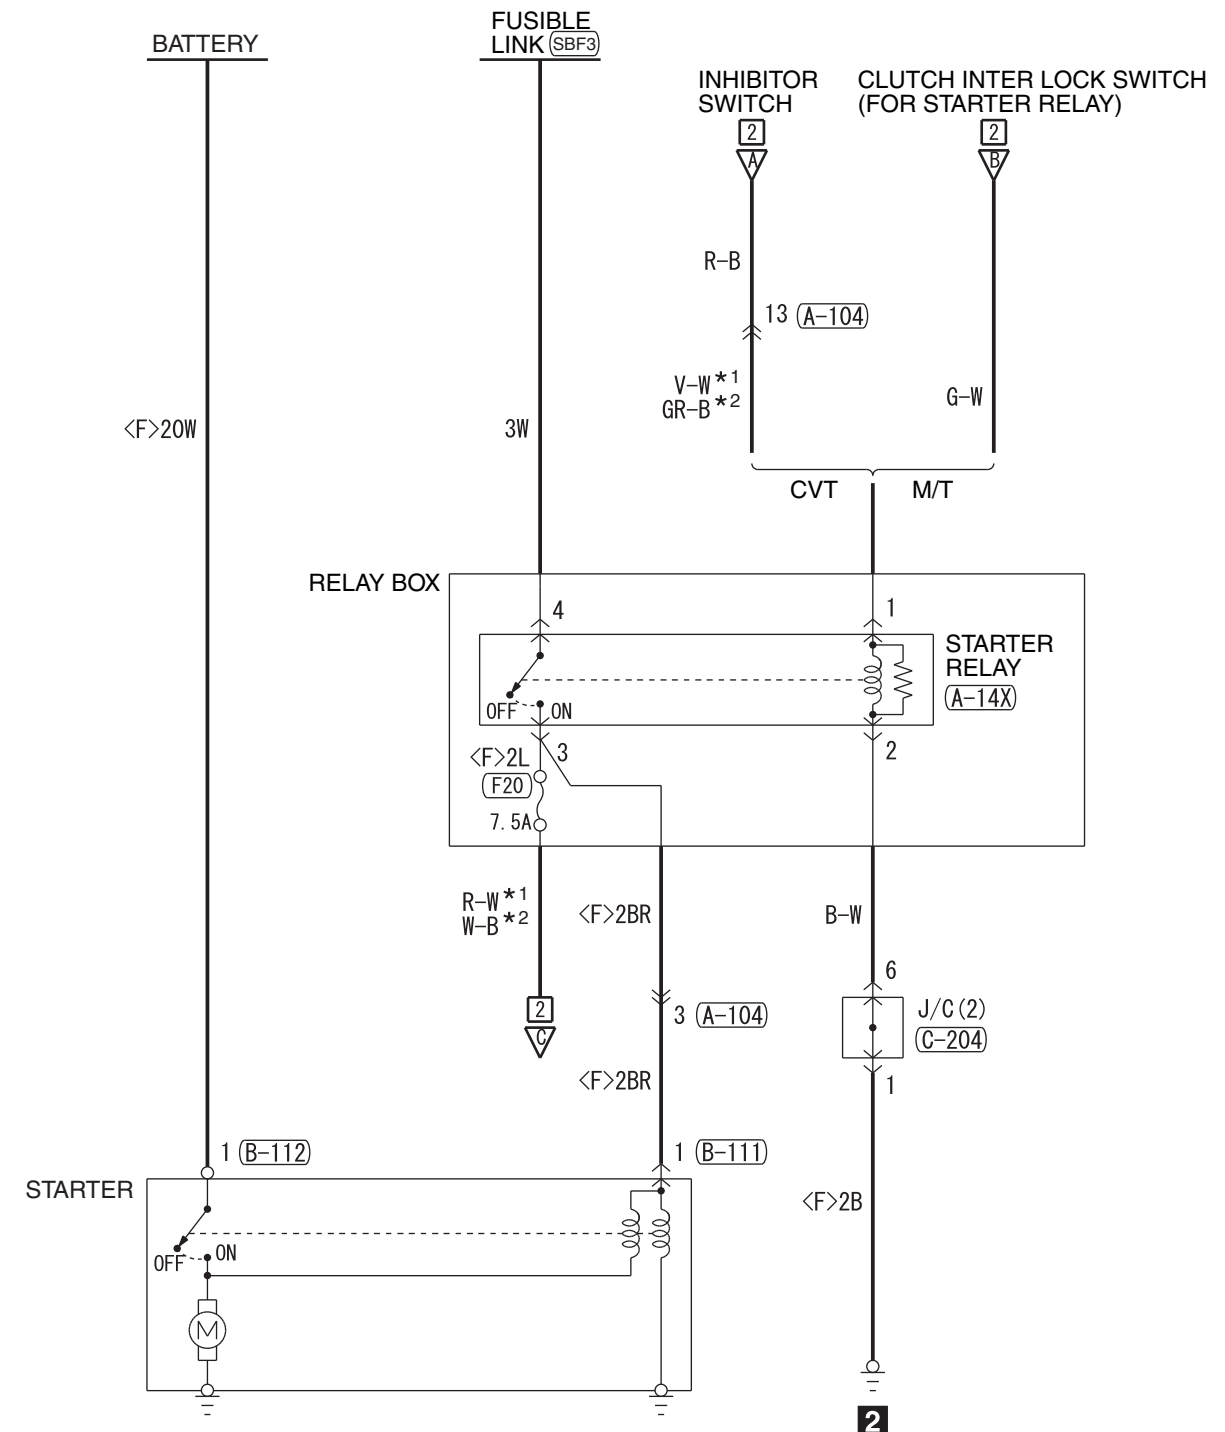 BATTERY
FUSIBLE
LINK SBF3
INHIBITOR
SWITCH
CLUTCH INTER LOCK SWITCH
(FOR STARTER RELAY)
2
2
A
B
R-B
13 A-104
V-W*1
GR-B*2
G-W
<F>20W
3W
CVT
M/T
RELAY BOX
4
1
STARTER
RELAY
A-14X
OFF
ON
3
2
<F>2L
F20
7.5A
R-W*1
W-B*2
<F>2BR
B-W
6
2
C
3 A-104
J/C(2)
C-204
<F>2BR
1
1 B-112
1 B-111
STARTER
<F>2B
OFF
ON
M
2